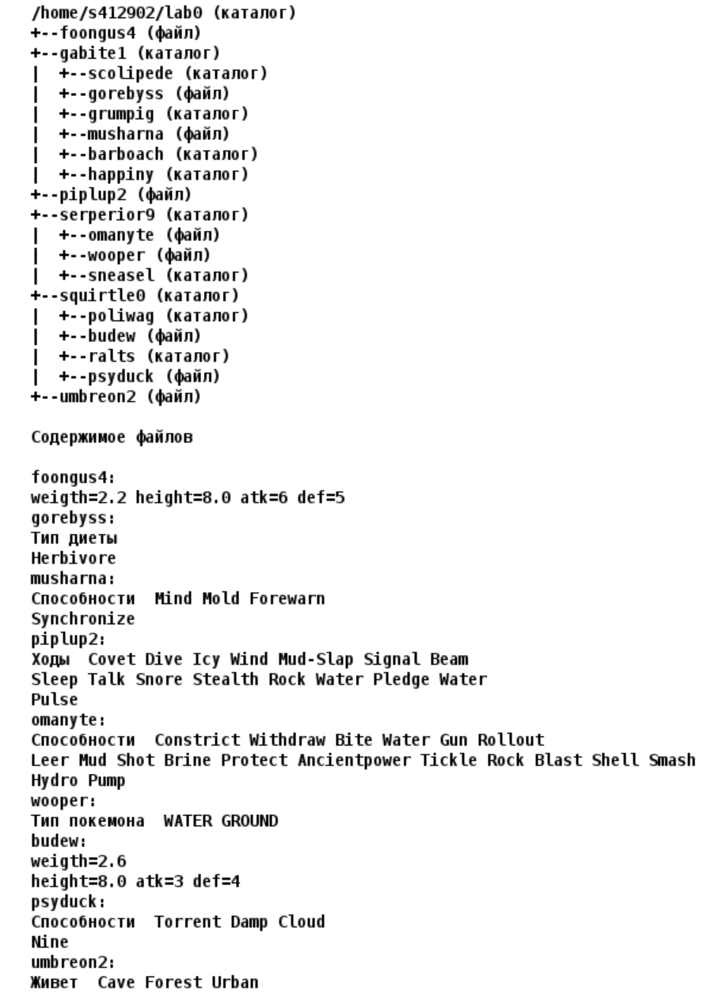 /home/s412902/lab0 (каталог)
+--foongus4 (файл)
+--gabite1 (каталог)
|  +--scolipede (каталог)
|  +--gorebyss (файл)
|  +--grumpig (каталог)
|  +--musharna (файл)
|  +--barboach (каталог)
|  +--happiny (каталог)
+--piplup2 (файл)
+--serperior9 (каталог)
|  +--omanyte (файл)
|  +--wooper (файл)
|  +--sneasel (каталог)
+--squirtle0 (каталог)
|  +--poliwag (каталог)
|  +--budew (файл)
|  +--ralts (каталог)
|  +--psyduck (файл)
+--umbreon2 (файл)
Содержимое файлов
foongus4:
weigth=2.2 height=8.0 atk=6 def=5
gorebyss:
Тип диеты
Herbivore
musharna:
Способности  Mind Mold Forewarn
Synchronize
piplup2:
Ходы  Covet Dive Icy Wind Mud-Slap Signal Beam
Sleep Talk Snore Stealth Rock Water Pledge Water
Pulse
omanyte:
Способности  Constrict Withdraw Bite Water Gun Rollout
Leer Mud Shot Brine Protect Ancientpower Tickle Rock Blast Shell Smash
Hydro Pump
wooper:
Тип покемона  WATER GROUND
budew:
weigth=2.6
height=8.0 atk=3 def=4
psyduck:
Способности  Torrent Damp Cloud
Nine
umbreon2:
Живет  Cave Forest Urban